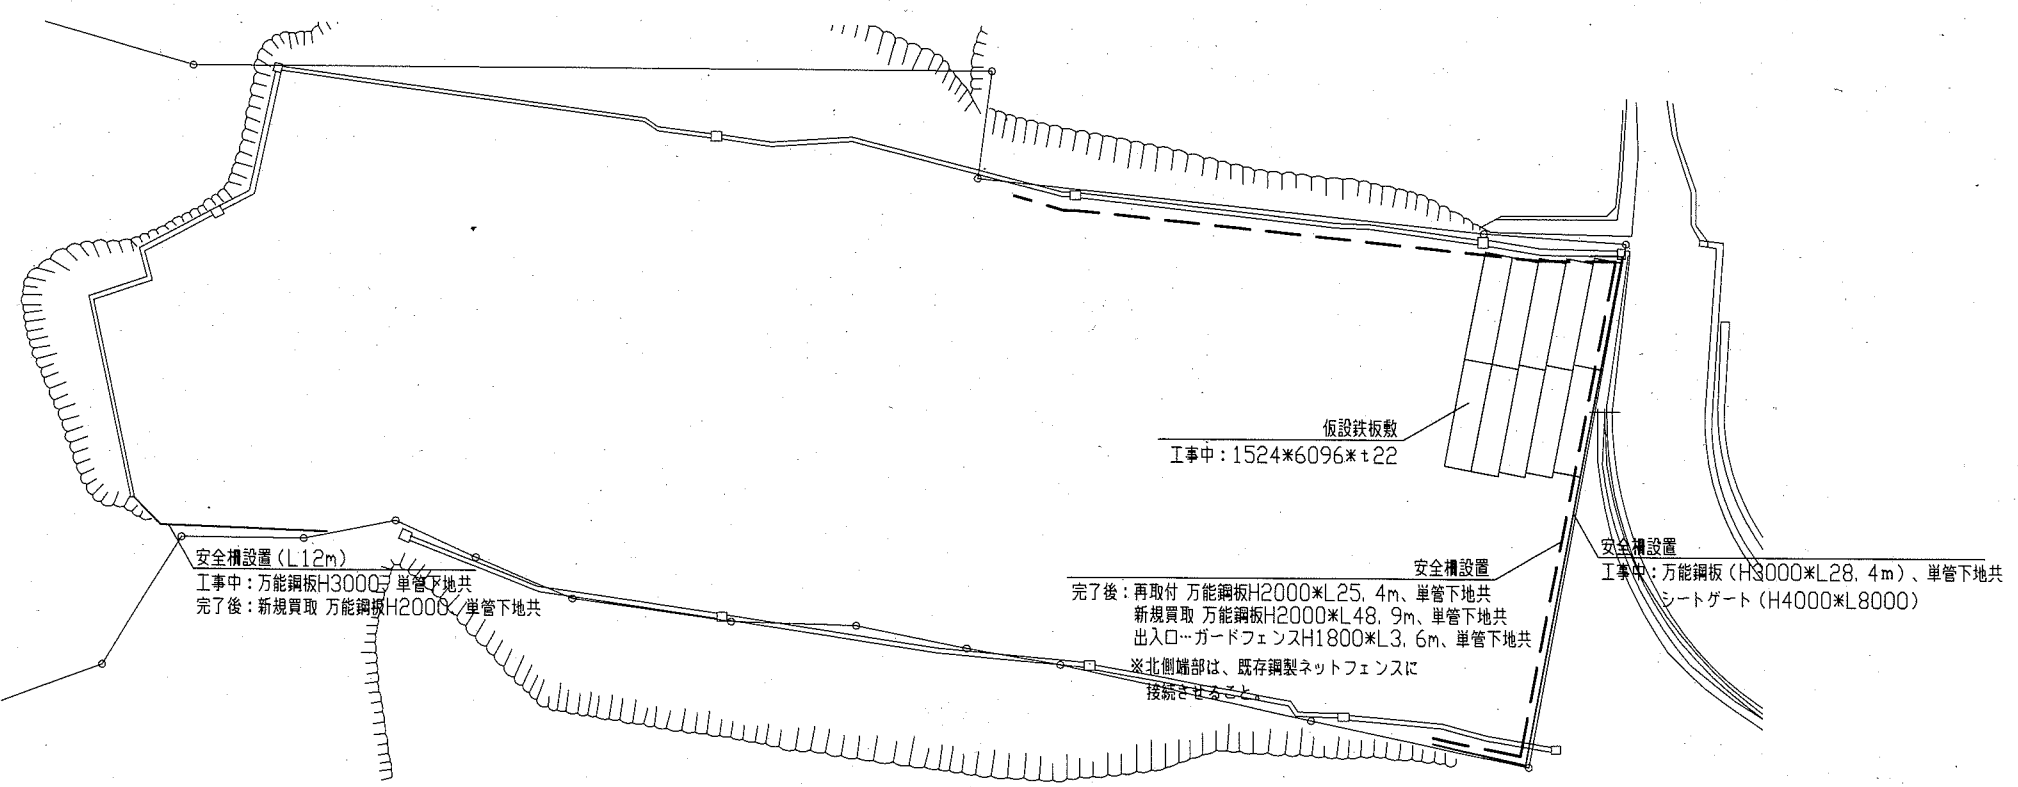 仮設鉄板敷
工事中：1524*6096*t22
安全柵設置（L12m）
工事中：万能鋼板H3000、単管下地共
完了後：新規買取 万能鋼板H2000、単管下地共
安全柵設置
完了後：再取付 万能鋼板H2000*L25.4m、単管下地共
新規買取 万能鋼板H2000*L48.9m、単管下地共
出入口…ガードフェンスH1800*L3.6m、単管下地共
※北側端部は、既存鋼製ネットフェンスに
接続させること。
安全柵設置
工事中：万能鋼板（H3000*L28.4m）、単管下地共
シートゲート（H4000*L8000）